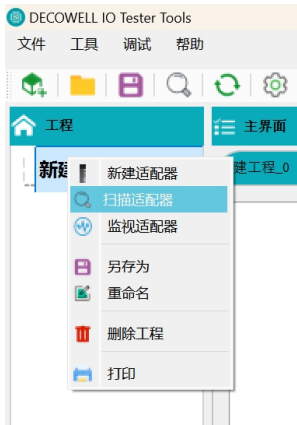 DECOWELL IO Tester Tools
文件 工具 调试 帮助
工程
主界面
新建
建工程_0
新建适配器
扫描适配器
监视适配器
另存为
重命名
删除工程
打印